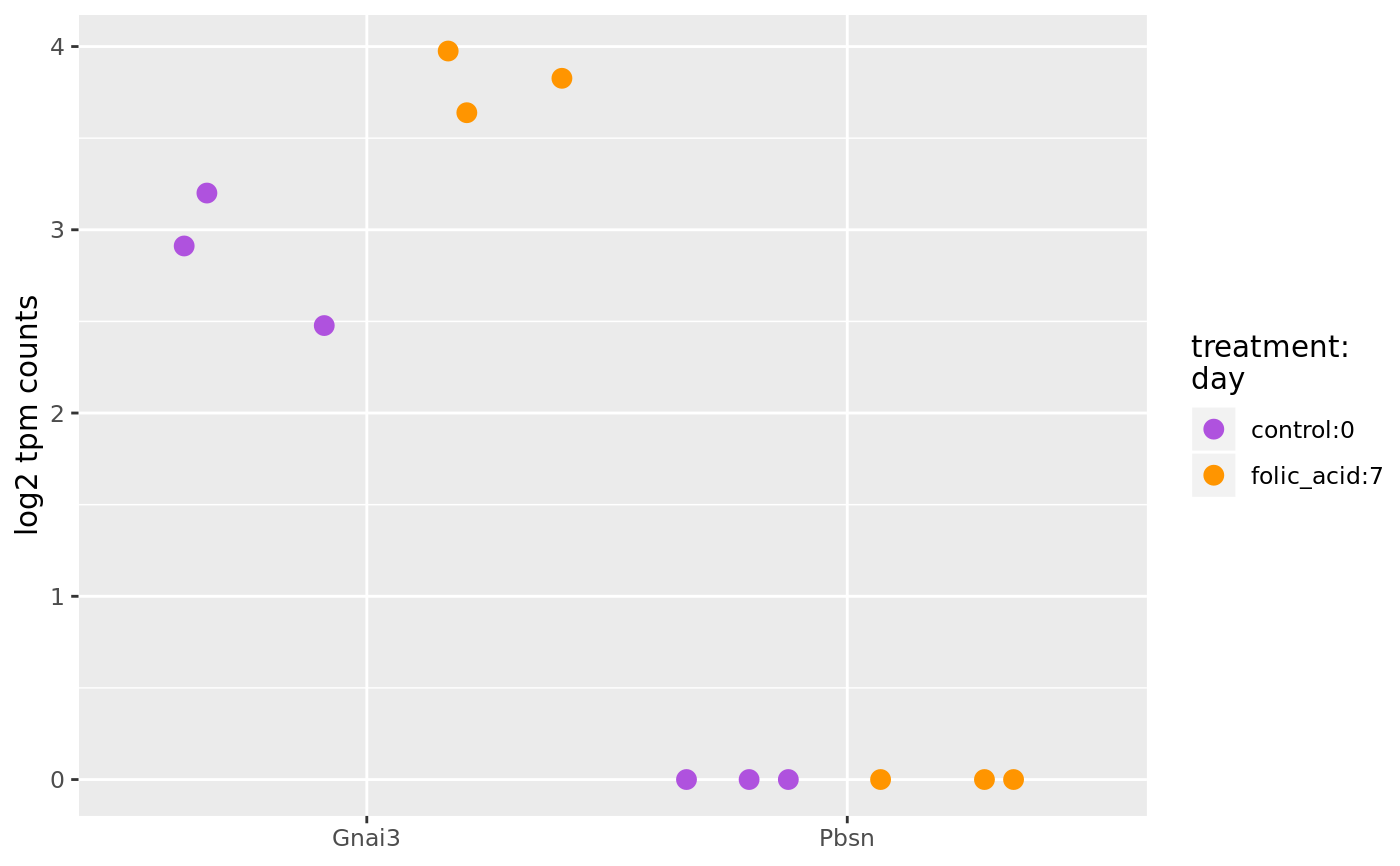 4
3
2
1
0
log2 tpm counts
Gnai3
Pbsn
treatment:
day
control:0
folic_acid:7